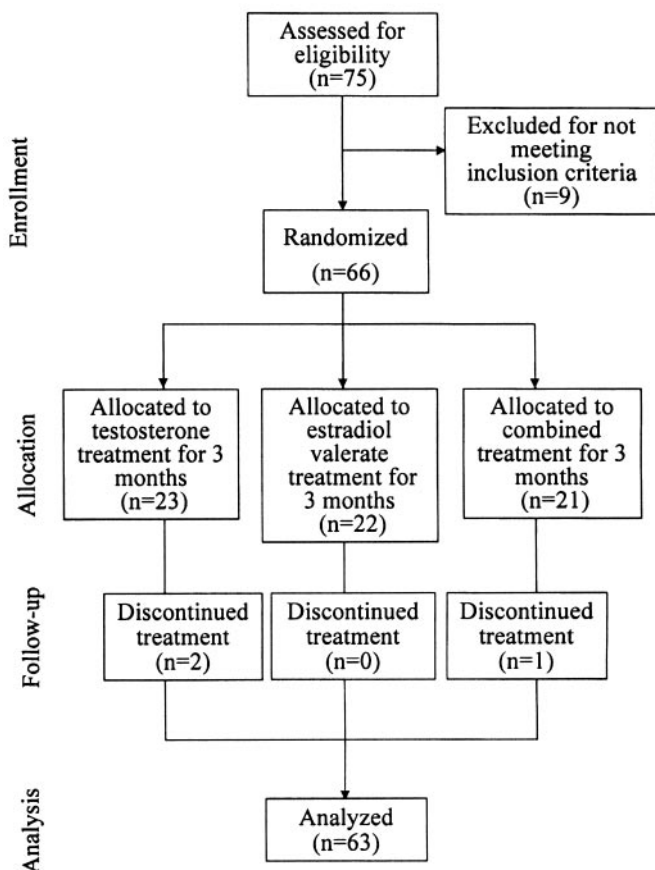 Assessed for
eligibility
(n=75)
Enrollment
Excluded for not
meeting
inclusion criteria
(n=9)
Randomized
(n=66)
Allocation
Allocated to
testosterone
treatment for 3
months
(n=23)
Allocated to
estradiol
valerate
treatment for
3 months
(n=22)
Allocated to
combined
treatment for 3
months
(n=21)
Follow-up
Discontinued
treatment
(n=2)
Discontinued
treatment
(n=0)
Discontinued
treatment
(n=1)
Analysis
Analyzed
(n=63)